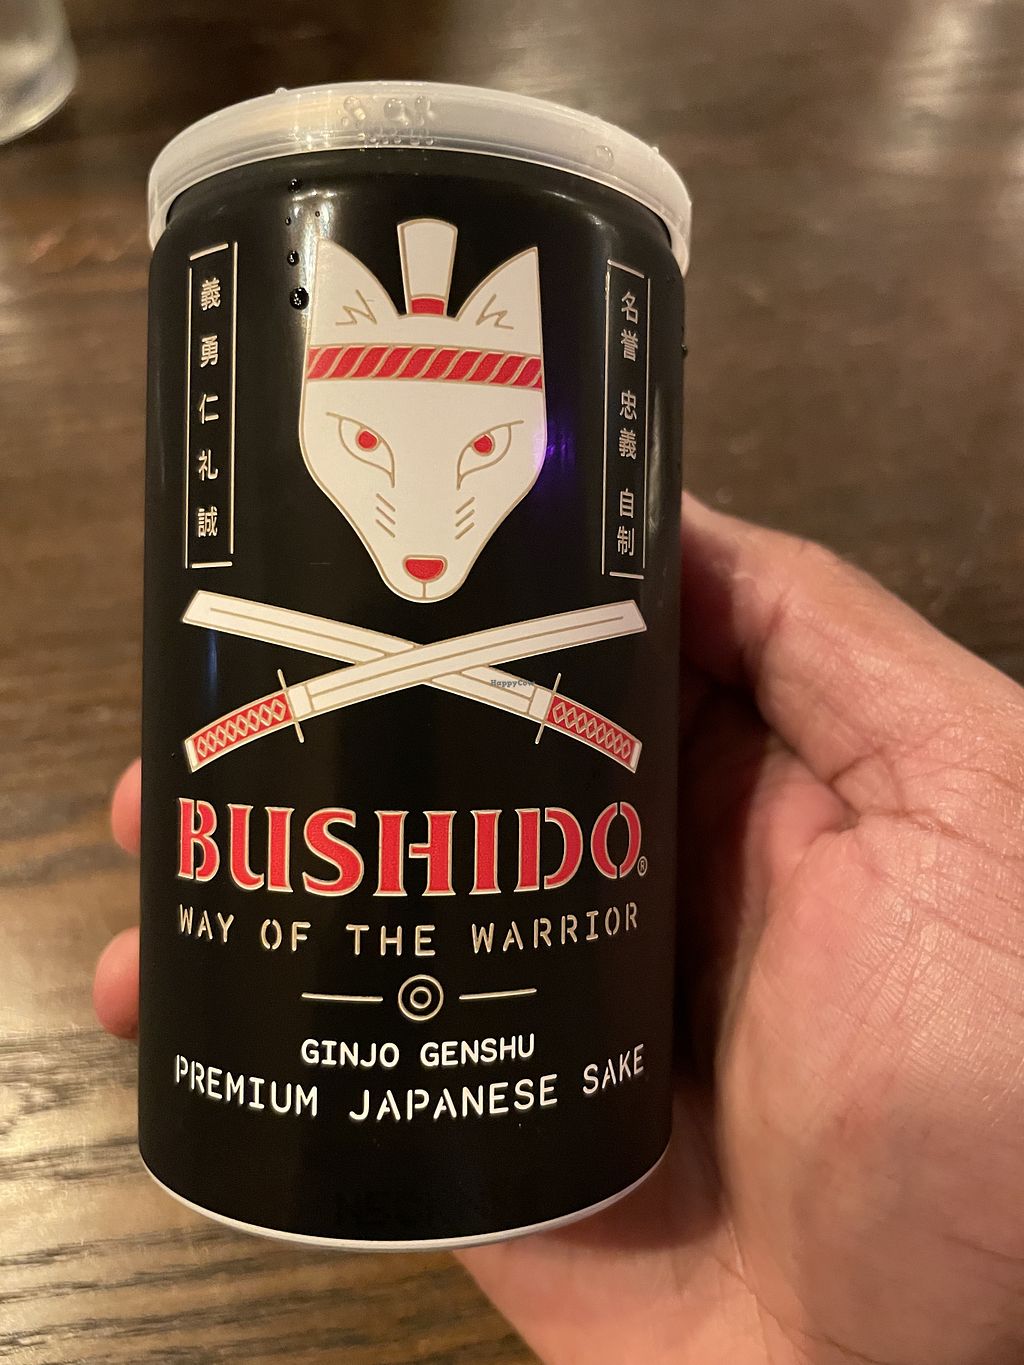 義 勇 仁 礼 誠
名誉 忠義 自制
HappyCow
BUSHIDO®
WAY OF THE WARRIOR
GINJO GENSHU
PREMIUM JAPANESE SAKE